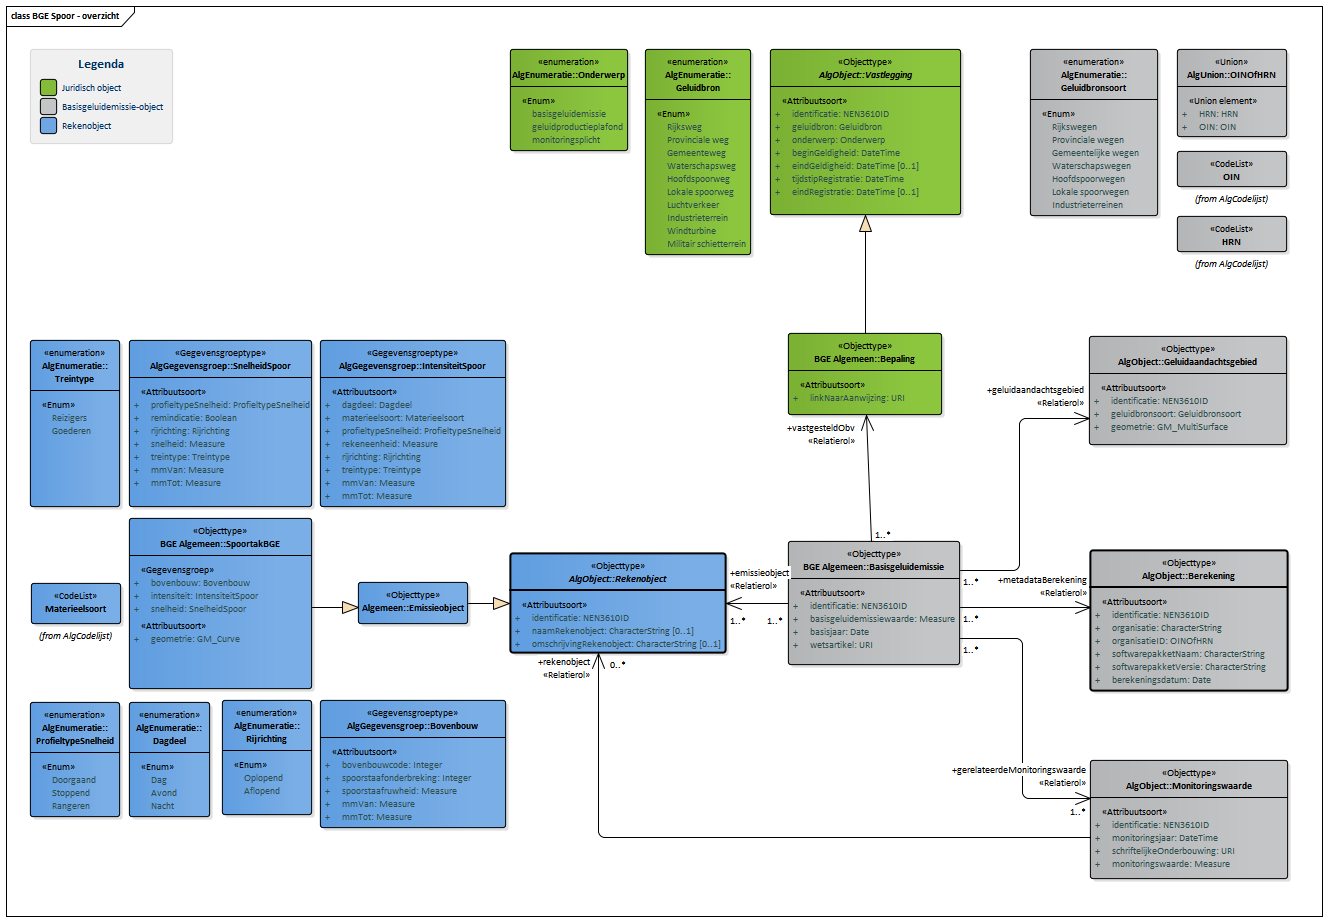 class BGE Spoor - overzicht
Legenda
Juridisch object
Basisgeluidemissie-object
Rekenobject
«enumeration»
AlgEnumeratie::Onderwerp
«Enum»
basisgeluidemissie
geluidproductieplafond
monitoringsplicht
«enumeration»
AlgEnumeratie::
Geluidbron
«Enum»
Rijksweg
Provinciale weg
Gemeenteweg
Waterschapsweg
Hoofdspoorweg
Lokale spoorweg
Luchtverkeer
Industrieterrein
Windturbine
Militair schietterrein
«Objecttype»
AlgObject::Vastlegging
«Attribuutsoort»
+ identificatie: NEN3610ID
+ geluidbron: Geluidbron
+ onderwerp: Onderwerp
+ beginGeldigheid: DateTime
+ eindGeldigheid: DateTime [0..1]
+ tijdstipRegistratie: DateTime
+ eindRegistratie: DateTime [0..1]
«enumeration»
AlgEnumeratie::
Geluidbronsoort
«Enum»
Rijkswegen
Provinciale wegen
Gemeentelijke wegen
Waterschapswegen
Hoofdspoorwegen
Lokale spoorwegen
Industrieterreinen
«Union»
AlgUnion::OINOfHRN
«Union element»
+ HRN: HRN
+ OIN: OIN
«CodeList»
OIN
(from AlgCodelijst)
«CodeList»
HRN
(from AlgCodelijst)
«enumeration»
AlgEnumeratie::
Treintype
«Enum»
Reizigers
Goederen
«Gegevensgroeptype»
AlgGegevensgroep::SnelheidSpoor
«Attribuutsoort»
+ profieltypeSnelheid: ProfieltypeSnelheid
+ remindicatie: Boolean
+ rijrichting: Rijrichting
+ snelheid: Measure
+ treintype: Treintype
+ mmVan: Measure
+ mmTot: Measure
«Gegevensgroeptype»
AlgGegevensgroep::IntensiteitSpoor
«Attribuutsoort»
+ dagdeel: Dagdeel
+ materieelsoort: Materieelsoort
+ profieltypeSnelheid: ProfieltypeSnelheid
+ rekeneenheid: Measure
+ rijrichting: Rijrichting
+ treintype: Treintype
+ mmVan: Measure
+ mmTot: Measure
«Objecttype»
BGE Algemeen::Bepaling
«Attribuutsoort»
+ linkNaarAanwijzing: URI
+vastgesteldObv
«Relatierol»
1..*
+geluidaandachtsgebied
«Relatierol»
«Objecttype»
AlgObject::Geluidaandachtsgebied
«Attribuutsoort»
+ identificatie: NEN3610ID
+ geluidbronsoort: Geluidbronsoort
+ geometrie: GM_MultiSurface
«Objecttype»
BGE Algemeen::SpoortakBGE
«Gegevensgroep»
+ bovenbouw: Bovenbouw
+ intensiteit: IntensiteitSpoor
+ snelheid: SnelheidSpoor
«Attribuutsoort»
+ geometrie: GM_Curve
«CodeList»
Materieelsoort
(from AlgCodelijst)
«Objecttype»
Algemeen::Emissieobject
«Objecttype»
AlgObject::Rekenobject
«Attribuutsoort»
+ identificatie: NEN3610ID
+ naamRekenobject: CharacterString [0..1]
+ omschrijvingRekenobject: CharacterString [0..1]
+emissieobject
«Relatierol»
1..*
1..*
«Objecttype»
BGE Algemeen::Basisgeluidemissie
«Attribuutsoort»
+ identificatie: NEN3610ID
+ basisgeluidemissiewaarde: Measure
+ basisjaar: Date
+ wetsartikel: URI
1..*
+metadataBerekening
«Relatierol»
1..*
1..*
«Objecttype»
AlgObject::Berekening
«Attribuutsoort»
+ identificatie: NEN3610ID
+ organisatie: CharacterString
+ organisatieID: OINOfHRN
+ softwarepakketNaam: CharacterString
+ softwarepakketVersie: CharacterString
+ berekeningsdatum: Date
+rekenobject
«Relatierol»
0..*
«enumeration»
AlgEnumeratie::
ProfieltypeSnelheid
«Enum»
Doorgaand
Stoppend
Rangeren
«enumeration»
AlgEnumeratie::
Dagdeel
«Enum»
Dag
Avond
Nacht
«enumeration»
AlgEnumeratie::
Rijrichting
«Enum»
Oplopend
Aflopend
«Gegevensgroeptype»
AlgGegevensgroep::Bovenbouw
«Attribuutsoort»
+ bovenbouwcode: Integer
+ spoorstaafonderbreking: Integer
+ spoorstaafruwheid: Measure
+ mmVan: Measure
+ mmTot: Measure
+gerelateerdeMonitoringswaarde
«Relatierol»
1..*
«Objecttype»
AlgObject::Monitoringswaarde
«Attribuutsoort»
+ identificatie: NEN3610ID
+ monitoringsjaar: DateTime
+ schriftelijkeOnderbouwing: URI
+ monitoringswaarde: Measure